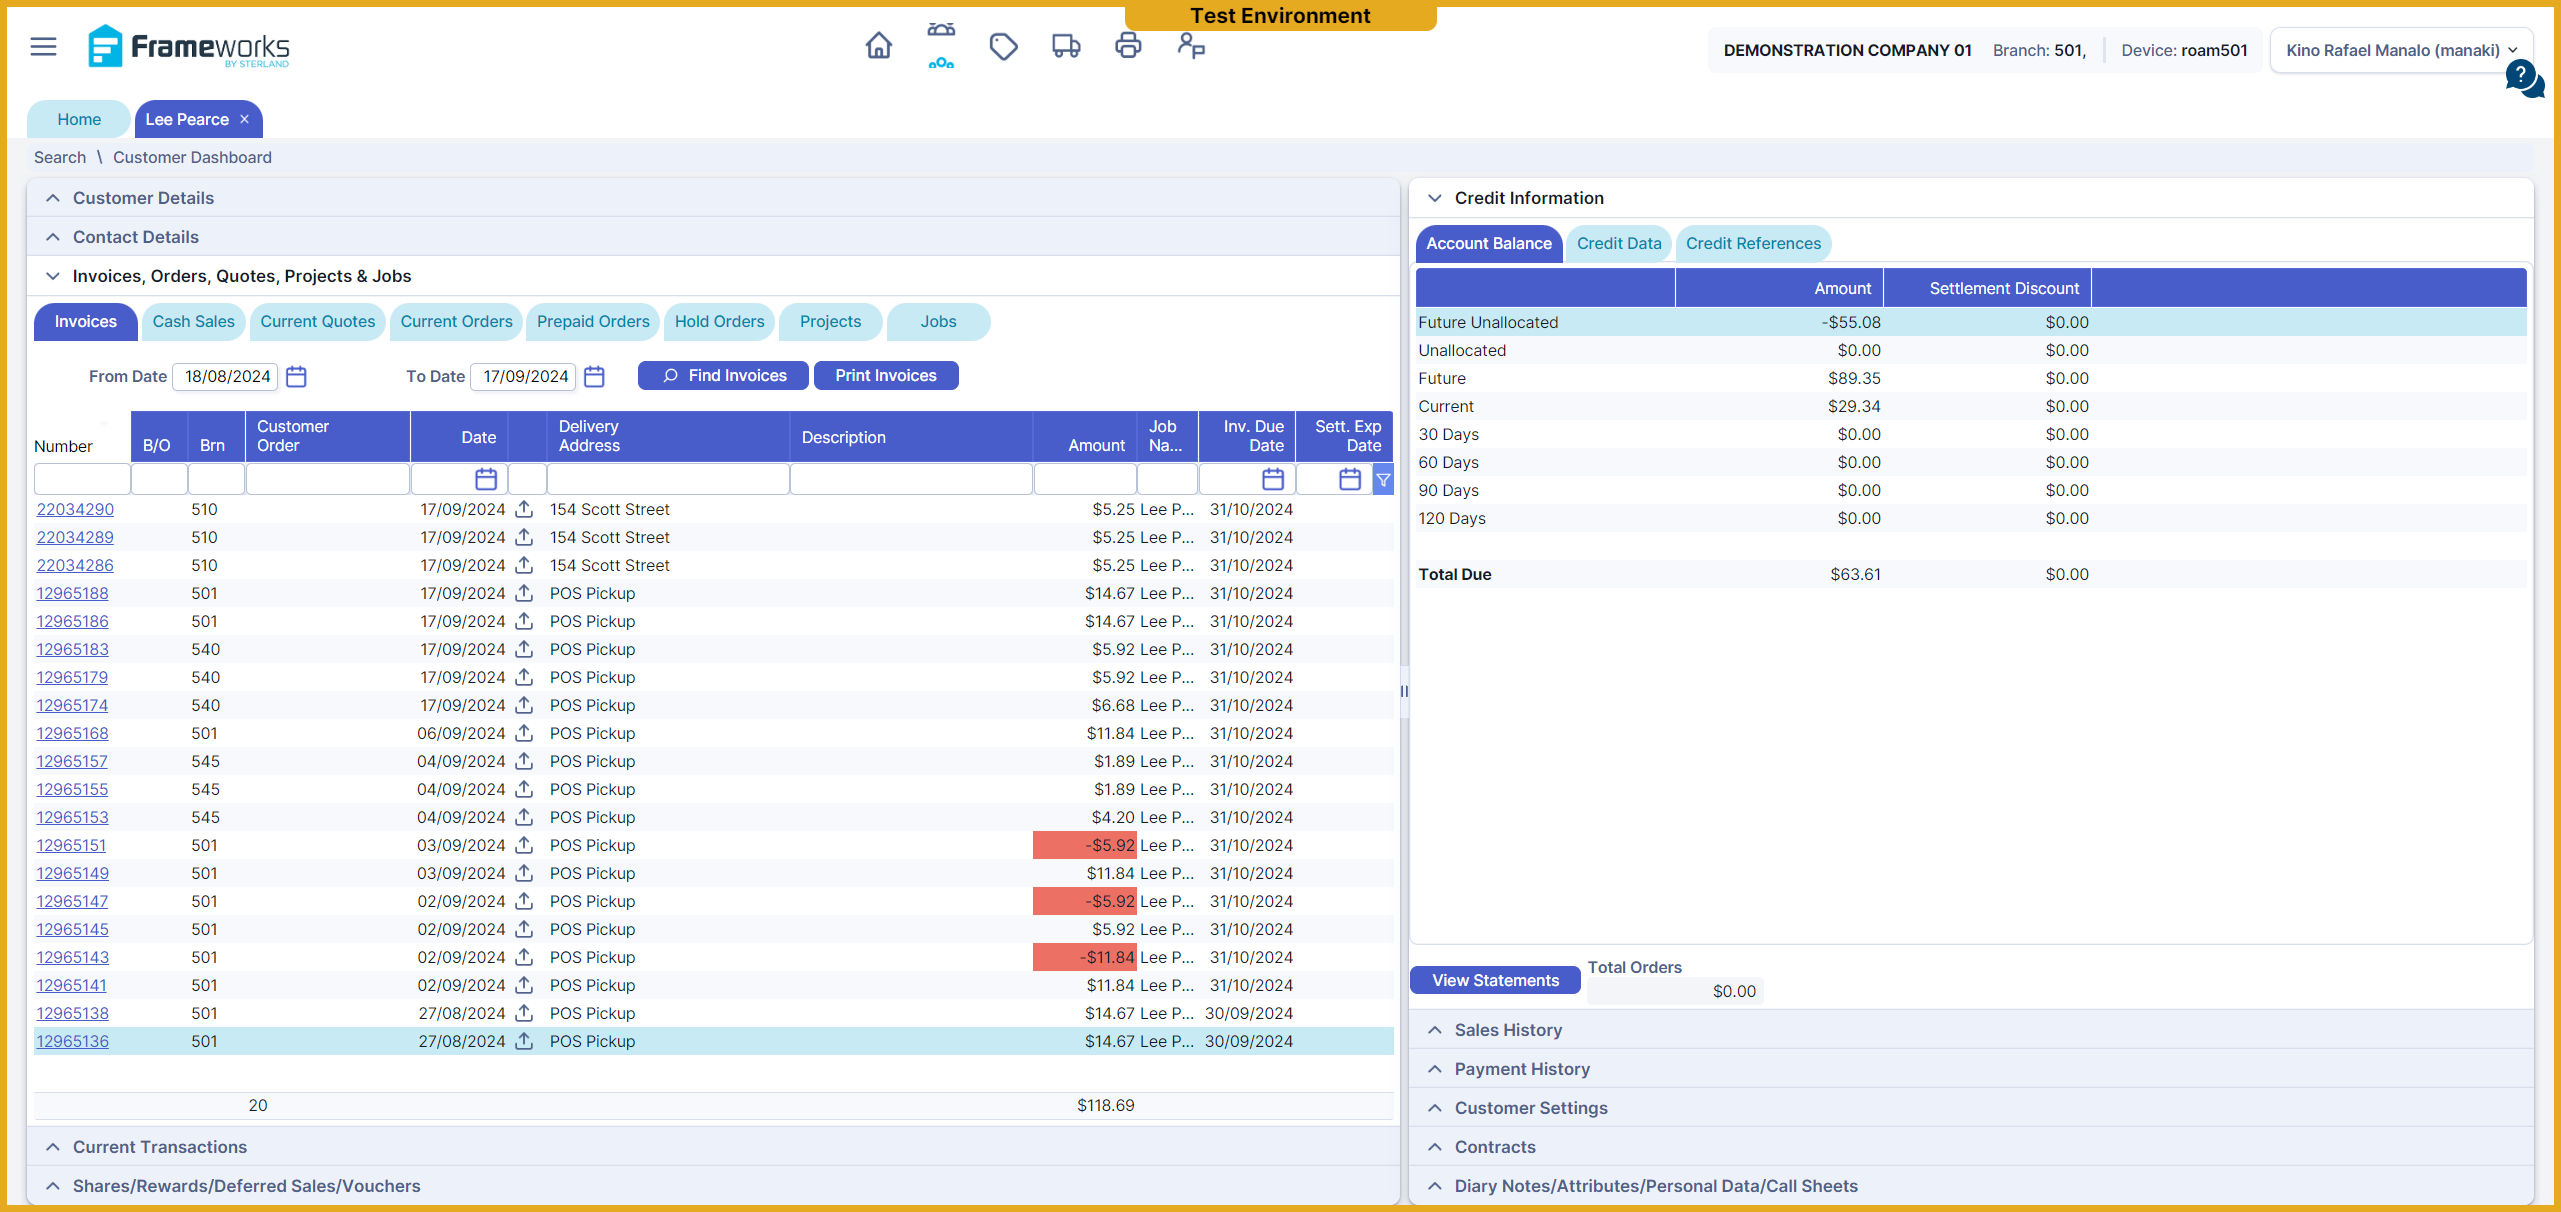 Test Environment
Frameworks
BY STERLAND
DEMONSTRATION COMPANY 01 Branch: 501, Device: roam501 Kino Rafael Manalo (manaki)
?
Home Lee Pearce ×
Search \ Customer Dashboard
Customer Details
Contact Details
Invoices, Orders, Quotes, Projects & Jobs
Invoices Cash Sales Current Quotes Current Orders Prepaid Orders Hold Orders Projects Jobs
From Date 18/08/2024 To Date 17/09/2024 Find Invoices Print Invoices
Number B/O Brn Customer Order Date Delivery Address Description Amount Job Na... Inv. Due Date Sett. Exp Date
22034290 510 17/09/2024 154 Scott Street $5.25 Lee P... 31/10/2024
22034289 510 17/09/2024 154 Scott Street $5.25 Lee P... 31/10/2024
22034286 510 17/09/2024 154 Scott Street $5.25 Lee P... 31/10/2024
12965188 501 17/09/2024 POS Pickup $14.67 Lee P... 31/10/2024
12965186 501 17/09/2024 POS Pickup $14.67 Lee P... 31/10/2024
12965183 540 17/09/2024 POS Pickup $5.92 Lee P... 31/10/2024
12965179 540 17/09/2024 POS Pickup $5.92 Lee P... 31/10/2024
12965174 540 17/09/2024 POS Pickup $6.68 Lee P... 31/10/2024
12965168 501 06/09/2024 POS Pickup $11.84 Lee P... 31/10/2024
12965157 545 04/09/2024 POS Pickup $1.89 Lee P... 31/10/2024
12965155 545 04/09/2024 POS Pickup $1.89 Lee P... 31/10/2024
12965153 545 04/09/2024 POS Pickup $4.20 Lee P... 31/10/2024
12965151 501 03/09/2024 POS Pickup -$5.92 Lee P... 31/10/2024
12965149 501 03/09/2024 POS Pickup $11.84 Lee P... 31/10/2024
12965147 501 02/09/2024 POS Pickup -$5.92 Lee P... 31/10/2024
12965145 501 02/09/2024 POS Pickup $5.92 Lee P... 31/10/2024
12965143 501 02/09/2024 POS Pickup -$11.84 Lee P... 31/10/2024
12965141 501 02/09/2024 POS Pickup $11.84 Lee P... 31/10/2024
12965138 501 27/08/2024 POS Pickup $14.67 Lee P... 30/09/2024
12965136 501 27/08/2024 POS Pickup $14.67 Lee P... 30/09/2024
20 $118.69
Current Transactions
Shares/Rewards/Deferred Sales/Vouchers
Credit Information
Account Balance Credit Data Credit References
Amount Settlement Discount
Future Unallocated -$55.08 $0.00
Unallocated $0.00 $0.00
Future $89.35 $0.00
Current $29.34 $0.00
30 Days $0.00 $0.00
60 Days $0.00 $0.00
90 Days $0.00 $0.00
120 Days $0.00 $0.00
Total Due $63.61 $0.00
View Statements Total Orders
$0.00
Sales History
Payment History
Customer Settings
Contracts
Diary Notes/Attributes/Personal Data/Call Sheets